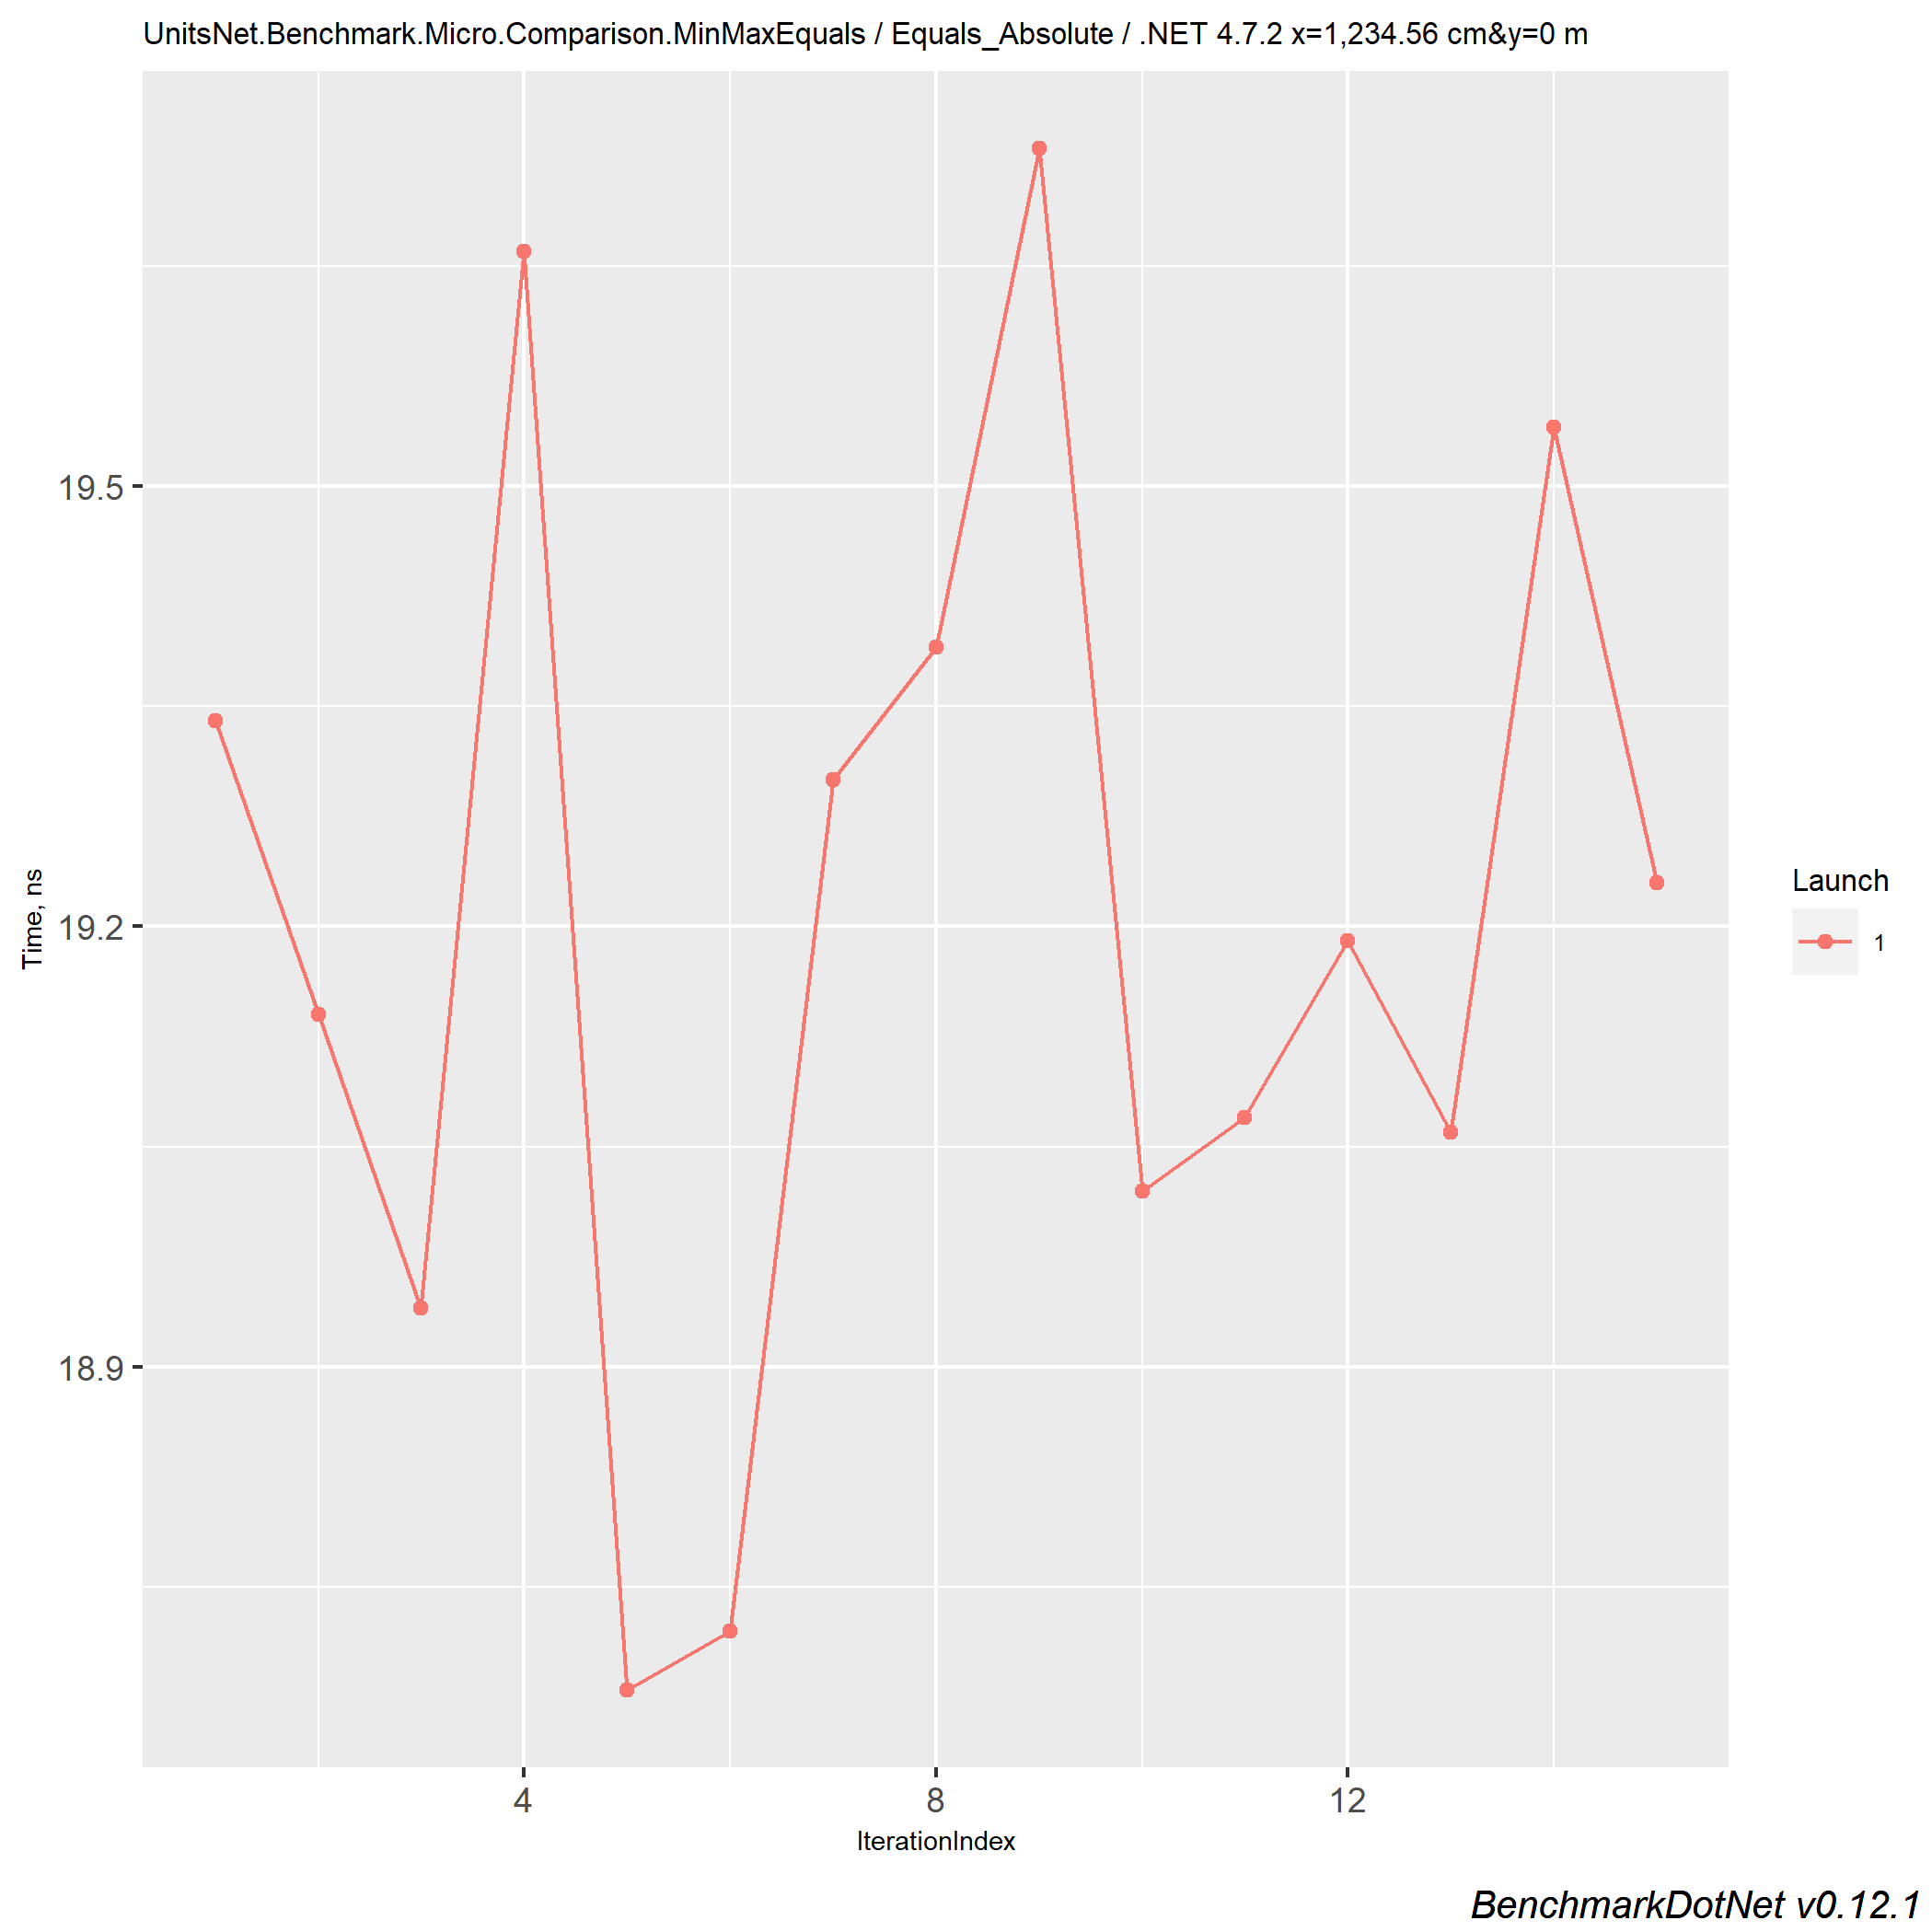 UnitsNet.Benchmark.Micro.Comparison.MinMaxEquals / Equals_Absolute / .NET 4.7.2 x=1,234.56 cm&y=0 m
19.5
19.2
18.9
Time, ns
4 8 12
IterationIndex
Launch
1
BenchmarkDotNet v0.12.1